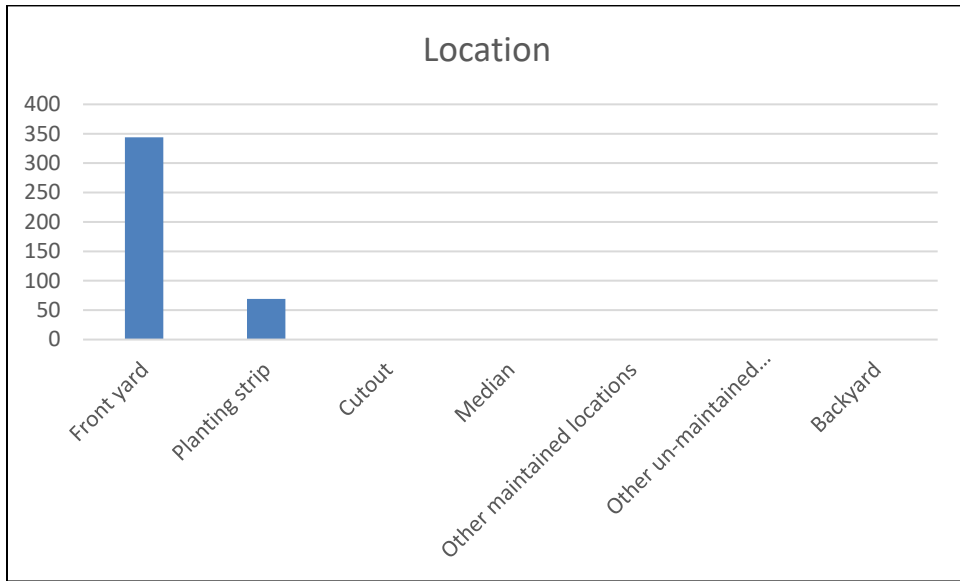 Location
400
350
300
250
200
150
100
50
0
Front yard
Planting strip
Cutout
Median
Other maintained locations
Other un-maintained...
Backyard